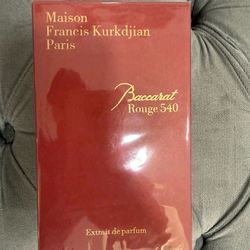 Maison
Francis Kurkdjian
Paris
Baccarat
Rouge 540
Extrait de parfum